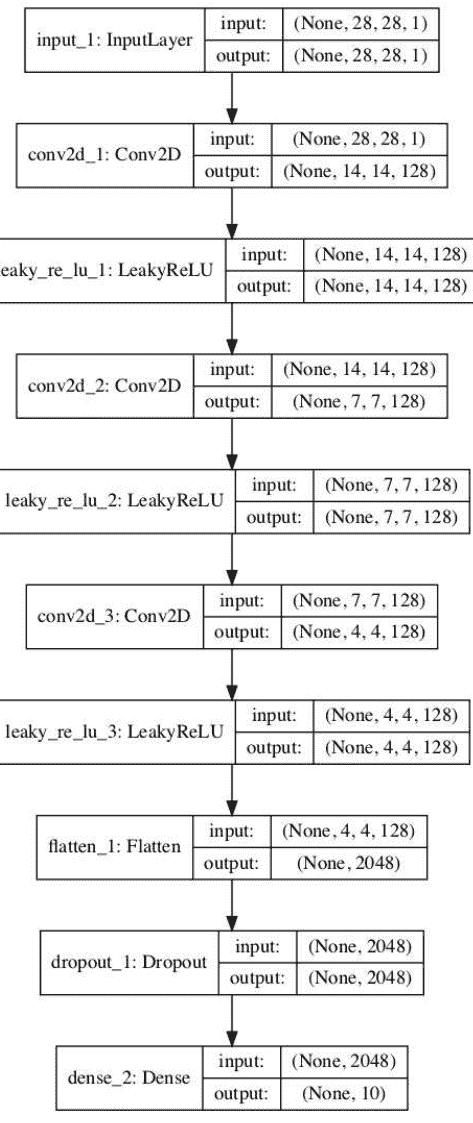 input_1: InputLayer
input: (None, 28, 28, 1)
output: (None, 28, 28, 1)
conv2d_1: Conv2D
input: (None, 28, 28, 1)
output: (None, 14, 14, 128)
eaky_re_lu_1: LeakyReLU
input: (None, 14, 14, 128)
output: (None, 14, 14, 128)
conv2d_2: Conv2D
input: (None, 14, 14, 128)
output: (None, 7, 7, 128)
leaky_re_lu_2: LeakyReLU
input: (None, 7, 7, 128)
output: (None, 7, 7, 128)
conv2d_3: Conv2D
input: (None, 7, 7, 128)
output: (None, 4, 4, 128)
leaky_re_lu_3: LeakyReLU
input: (None, 4, 4, 128)
output: (None, 4, 4, 128)
flatten_1: Flatten
input: (None, 4, 4, 128)
output: (None, 2048)
dropout_1: Dropout
input: (None, 2048)
output: (None, 2048)
dense_2: Dense
input: (None, 2048)
output: (None, 10)